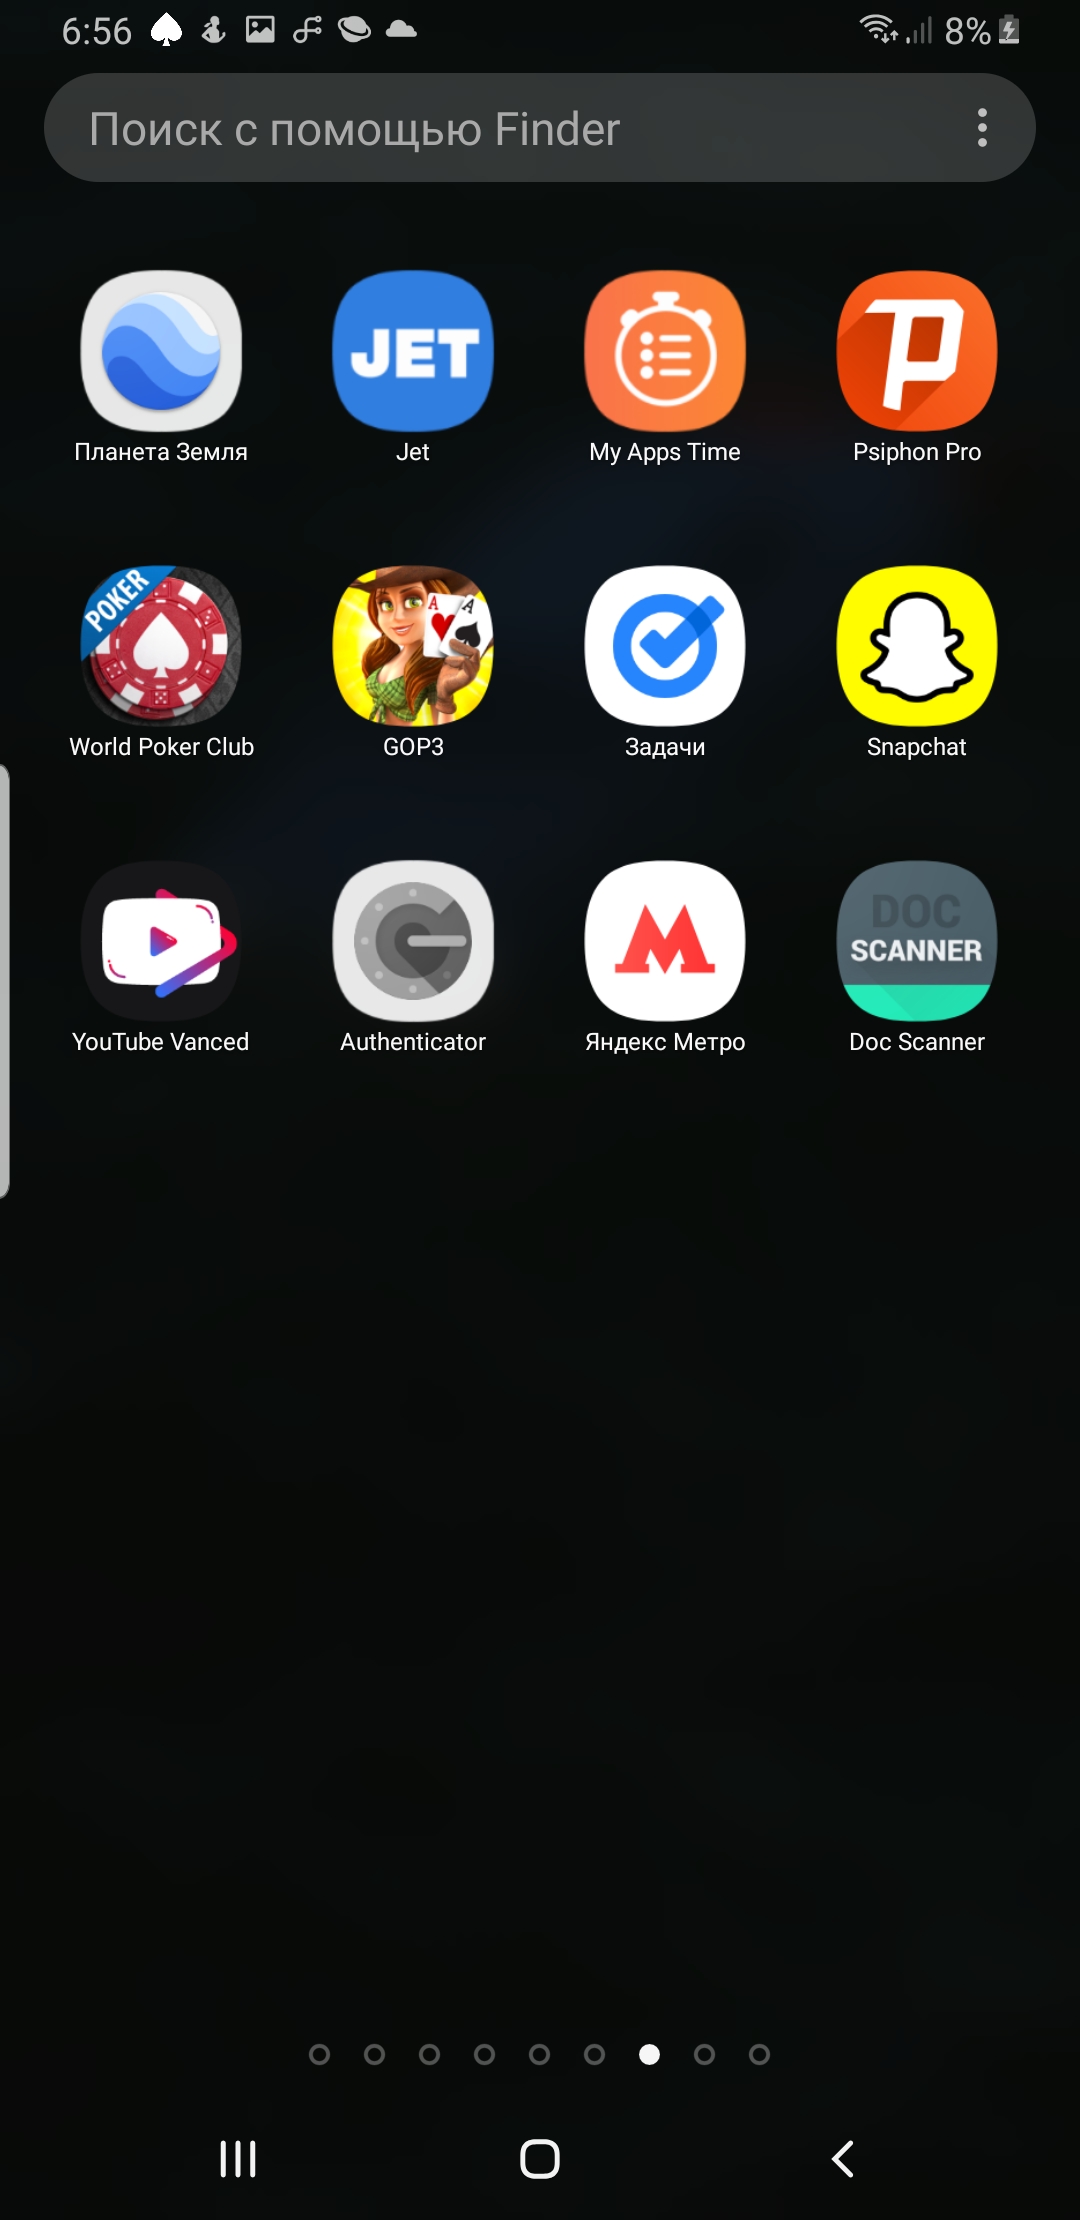 6:56
8%
Поиск с помощью Finder
JET
Планета Земля
Jet
My Apps Time
Psiphon Pro
POKER
A A
World Poker Club
GOP3
Задачи
Snapchat
DOC
SCANNER
YouTube Vanced
Authenticator
Яндекс Метро
Doc Scanner